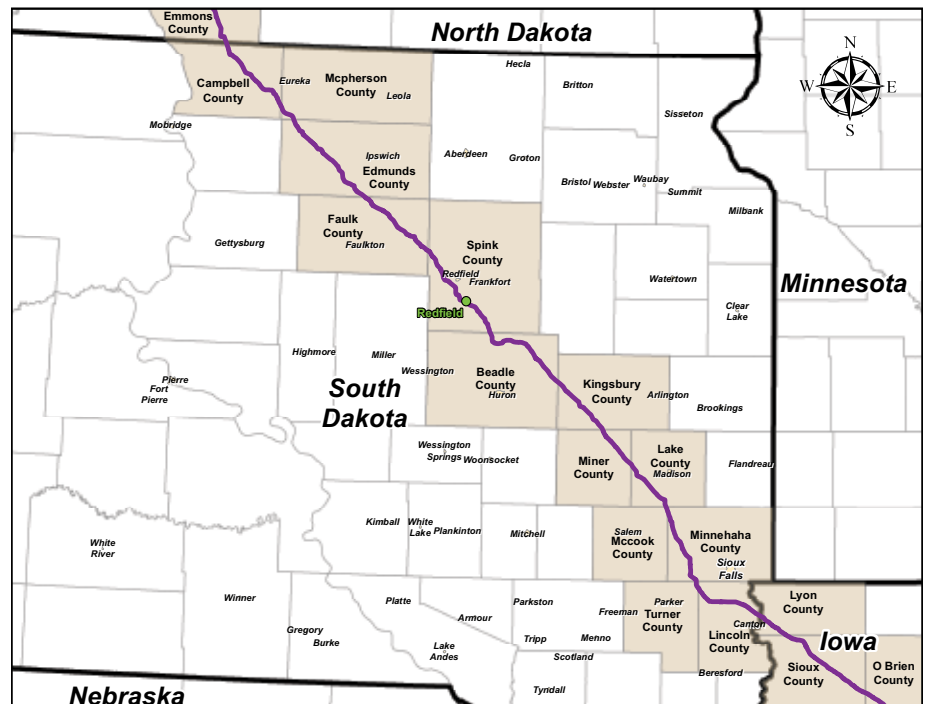 Emmons
County
North Dakota
Hecla
N
W
E
S
Campbell
County
Eureka
Mcpherson
County
Leola
Britton
Sisseton
Mobridge
Ipswich
Edmunds
County
Aberdeen
Groton
Bristol
Webster
Waubay
Summit
Milbank
Gettysburg
Faulk
County
Faulkton
Spink
County
Redfield
Frankfort
Redfield
Watertown
Minnesota
Clear
Lake
Highmore
Miller
Wessington
Beadle
County
Huron
Kingsbury
County
Arlington
Brookings
Pierre
Fort
Pierre
South
Dakota
Wessington
Springs
Woonsocket
Miner
County
Lake
County
Madison
Flandreau
Kimball
White
Lake
Plankinton
Mitchell
Salem
Mccook
County
Minnehaha
County
Sioux
Falls
White
River
Winner
Platte
Armour
Parkston
Freeman
Parker
Turner
County
Lyon
County
Canton
Lincoln
County
Iowa
Gregory
Burke
Lake
Andes
Tripp
Menno
Scotland
Beresford
Sioux
County
O Brien
County
Nebraska
Tyndall